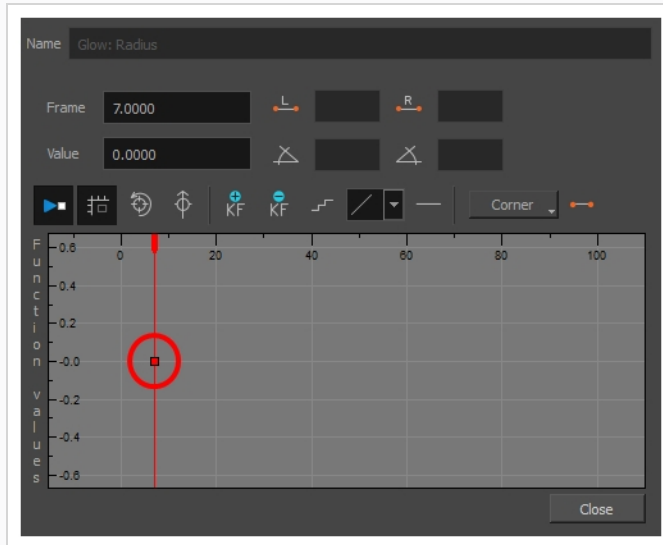 Name Glow: Radius
Frame 7.0000 L R
Value 0.0000
KF KF Corner
Function values
0 20 40 60 80 100
-0.6
-0.4
-0.2
-0.0
-0.2
-0.4
-0.6
Close